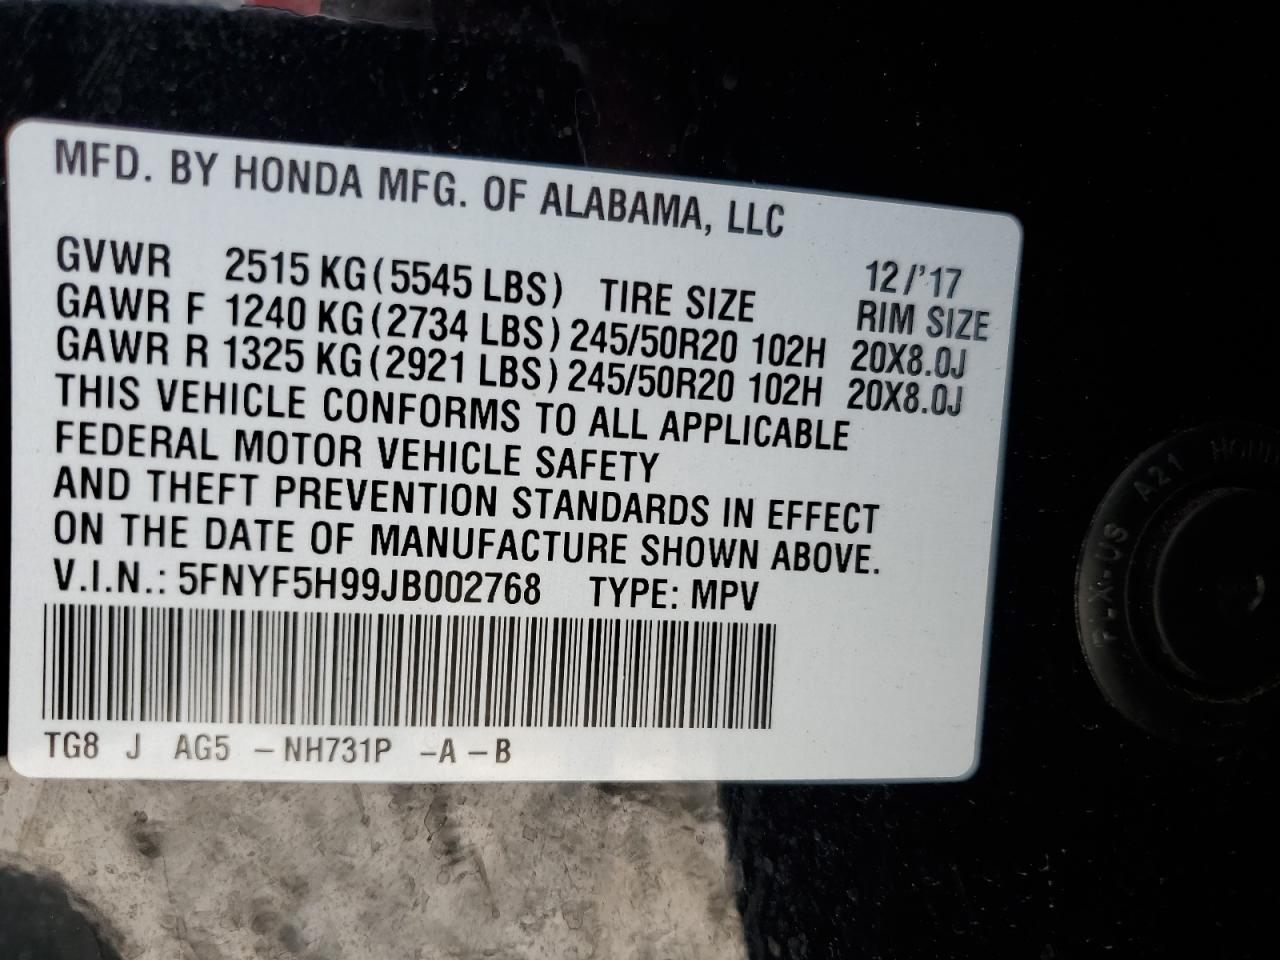 MFD. BY HONDA MFG. OF ALABAMA, LLC
12/'17
GVWR 2515 KG (5545 LBS) TIRE SIZE RIM SIZE
GAWR F 1240 KG (2734 LBS) 245/50R20 102H 20X8.0J
GAWR R 1325 KG (2921 LBS) 245/50R20 102H 20X8.0J
THIS VEHICLE CONFORMS TO ALL APPLICABLE
FEDERAL MOTOR VEHICLE SAFETY
AND THEFT PREVENTION STANDARDS IN EFFECT
ON THE DATE OF MANUFACTURE SHOWN ABOVE.
V.I.N.: 5FNYF5H99JB002768 TYPE: MPV
TG8 J AG5 -NH731P -A -B
PLX-US A21